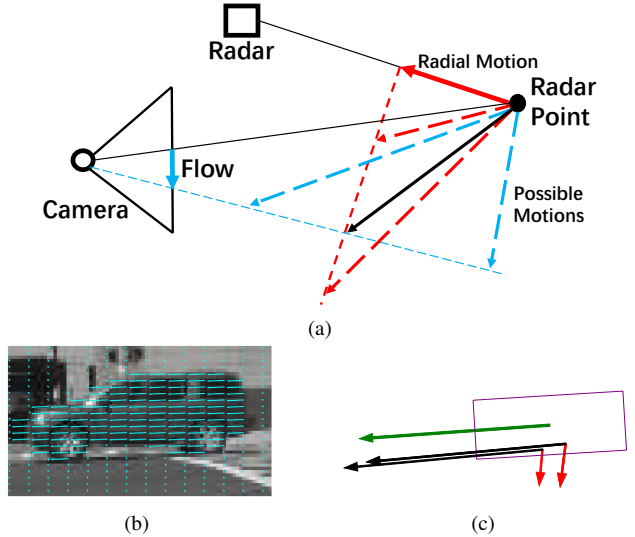 Radar
Radial Motion
Radar
Point
Flow
Camera
Possible
Motions
(a)
(b)
(c)